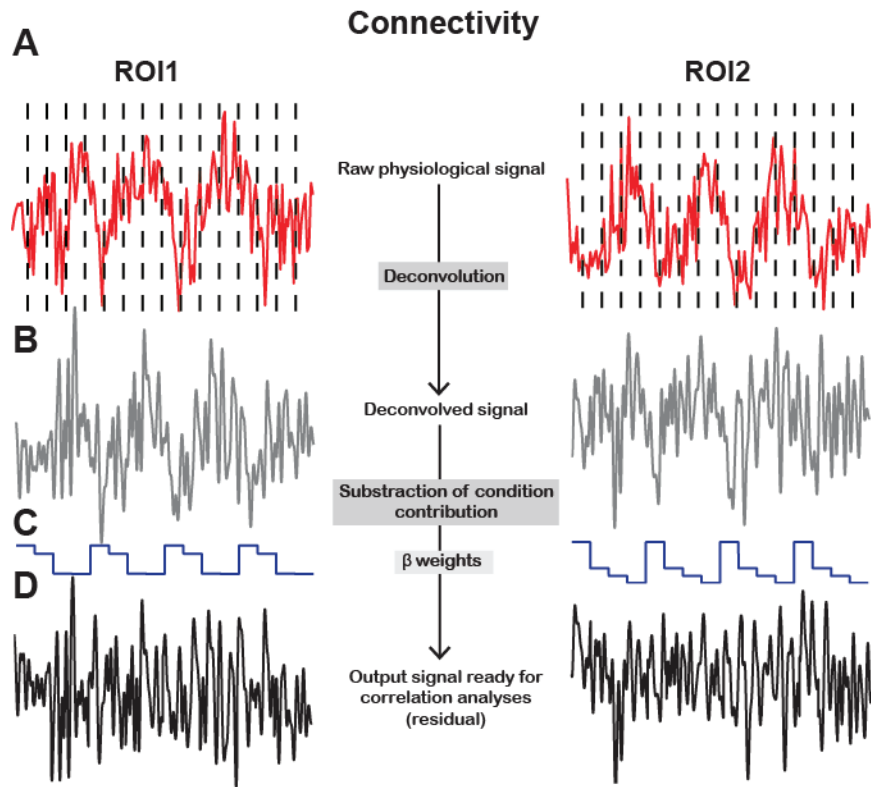 Connectivity
A
ROI1
ROI2
Raw physiological signal
Deconvolution
B
Deconvolved signal
Substraction of condition
contribution
C
β weights
D
Output signal ready for
correlation analyses
(residual)